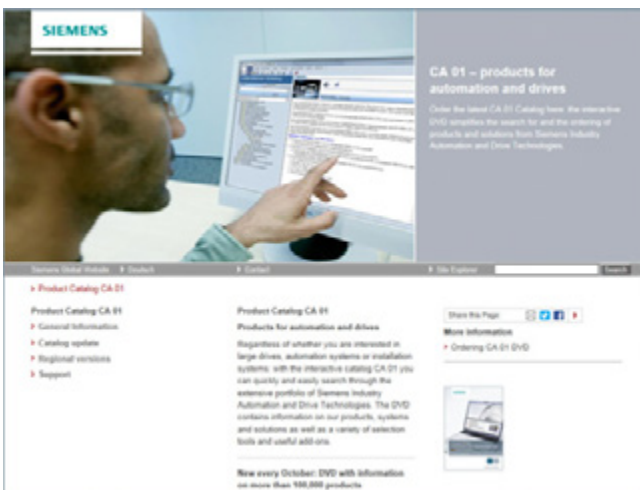 SIEMENS
CA 01 – products for
automation and drives
Order the latest CA 01 Catalog here: the interactive
DVD simplifies the search for and the ordering of
products and solutions from Siemens Industry
Automation and Drive Technologies.
Siemens Global Website Deutsch Contact Site Explorer Search
Product Catalog CA 01
Product Catalog CA 01
General Information
Catalog update
Regional versions
Support
Product Catalog CA 01
Products for automation and drives
Regardless of whether you are interested in
large drives, automation systems or installation
systems: with the interactive catalog CA 01 you
can quickly and easily search through the
extensive portfolio of Siemens Industry
Automation and Drive Technologies. The DVD
contains information on our products, systems
and solutions as well as a variety of selection
tools and useful add-ons.
New every October: DVD with information
on more than 100,000 products
Share this Page
More information
Ordering CA 01 DVD